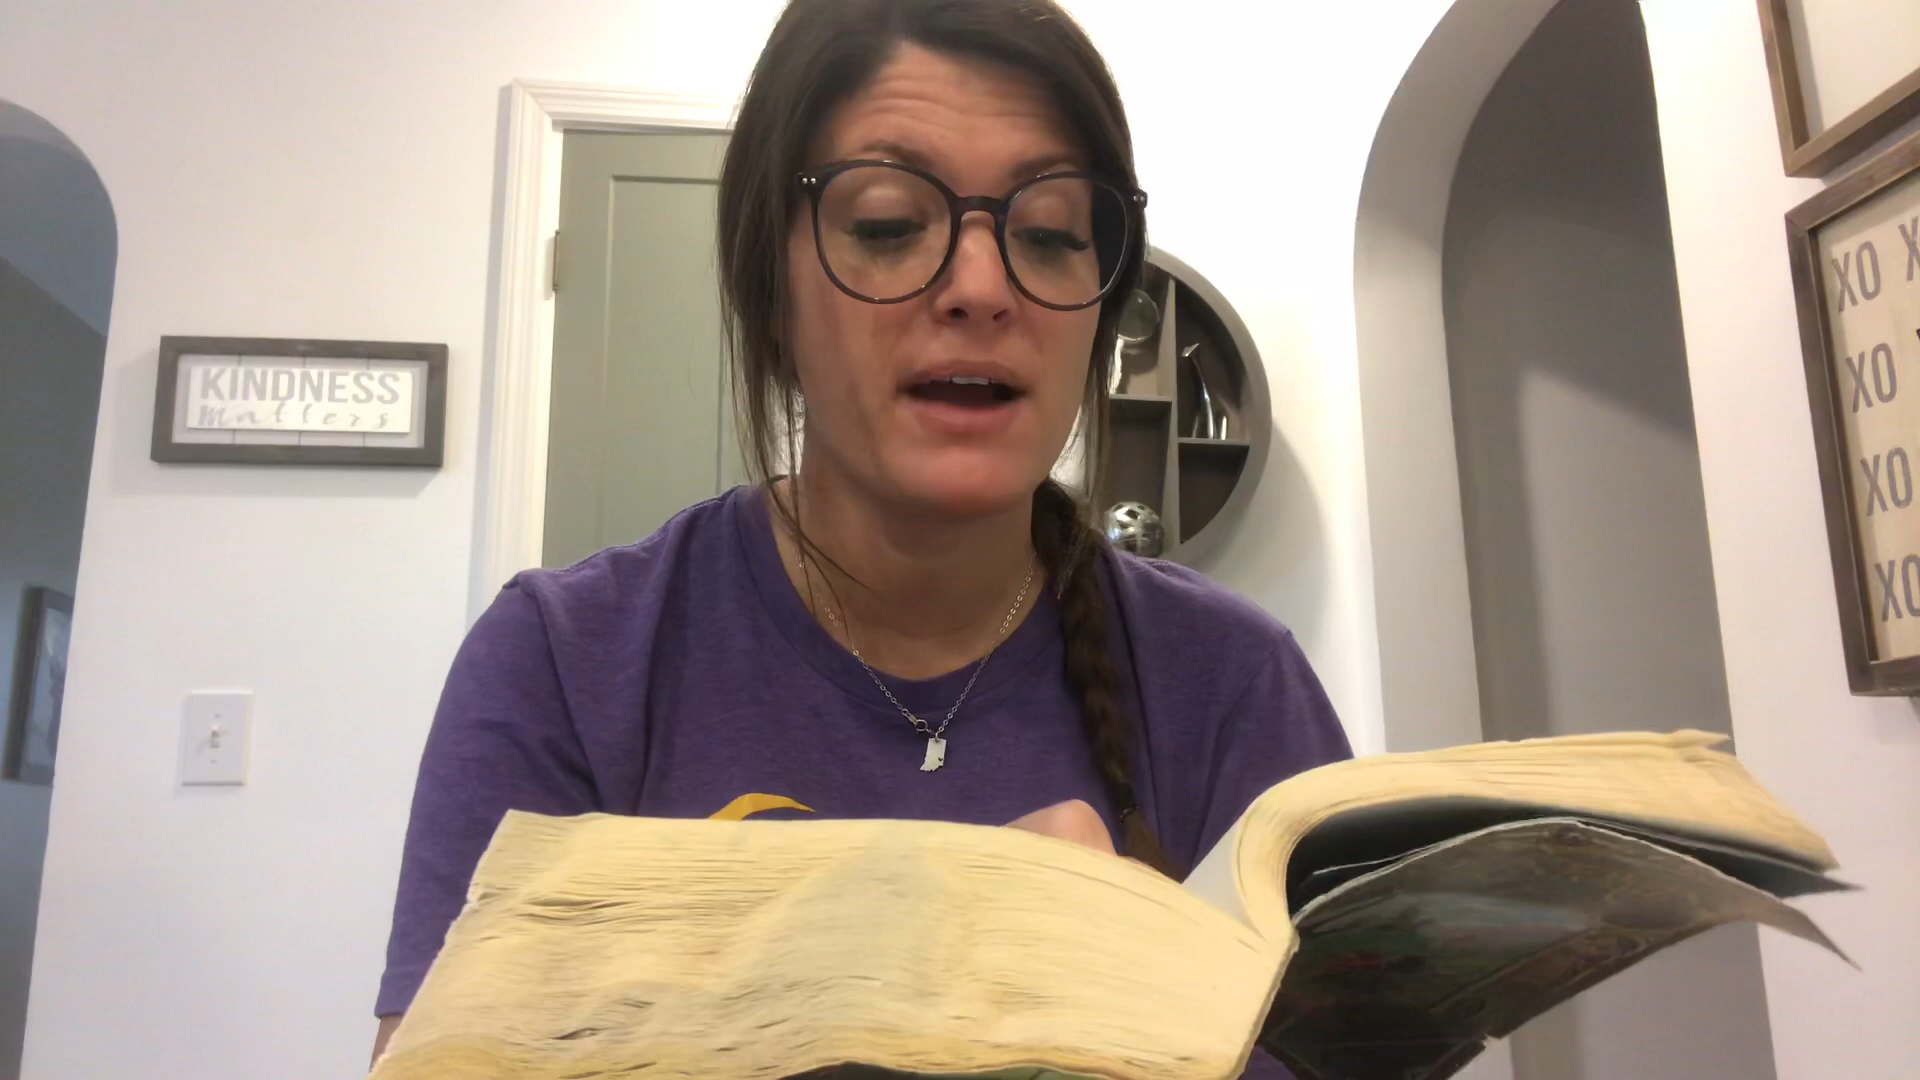 KINDNESS
matters
XO X
XO
XO
XO